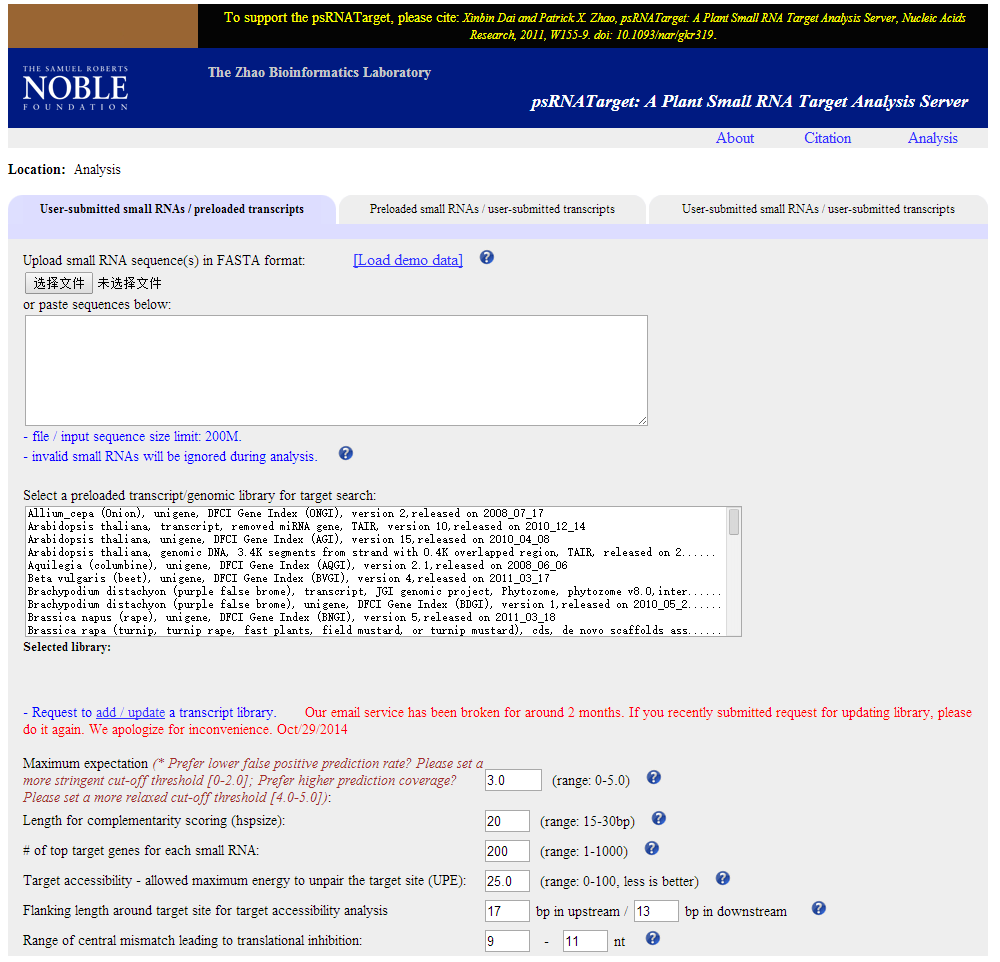 To support the psRNATarget, please cite: Xinbin Dai and Patrick X. Zhao, psRNATarget: A Plant Small RNA Target Analysis Server, Nucleic Acids
Research, 2011, W155-9. doi: 10.1093/nar/gkr319.
THE SAMUEL ROBERTS
NOBLE
FOUNDATION
The Zhao Bioinformatics Laboratory
psRNATarget: A Plant Small RNA Target Analysis Server
About Citation Analysis
Location: Analysis
User-submitted small RNAs / preloaded transcripts
Preloaded small RNAs / user-submitted transcripts
User-submitted small RNAs / user-submitted transcripts
Upload small RNA sequence(s) in FASTA format: [Load demo data] ?
选择文件 未选择文件
or paste sequences below:
- file / input sequence size limit: 200M.
- invalid small RNAs will be ignored during analysis. ?
Select a preloaded transcript/genomic library for target search:
Allium_cepa (Onion), unigene, DFCI Gene Index (ONGI), version 2,released on 2008_07_17
Arabidopsis thaliana, transcript, removed miRNA gene, TAIR, version 10,released on 2010_12_14
Arabidopsis thaliana, unigene, DFCI Gene Index (AGI), version 15,released on 2010_04_08
Arabidopsis thaliana, genomic DNA, 3.4K segments from strand with 0.4K overlapped region, TAIR, released on 2......
Aquilegia (columbine), unigene, DFCI Gene Index (AQGI), version 2.1,released on 2008_06_06
Beta vulgaris (beet), unigene, DFCI Gene Index (BVGI), version 4,released on 2011_03_17
Brachypodium distachyon (purple false brome), transcript, JGI genomic project, Phytozome, phytozome v8.0,inter......
Brachypodium distachyon (purple false brome), unigene, DFCI Gene Index (BDGI), version 1,released on 2010_05_2......
Brassica napus (rape), unigene, DFCI Gene Index (BNGI), version 5,released on 2011_03_18
Brassica rapa (turnip, turnip rape, fast plants, field mustard, or turnip mustard), cds, de novo scaffolds ass......
Selected library:
- Request to add / update a transcript library. Our email service has been broken for around 2 months. If you recently submitted request for updating library, please
do it again. We apologize for inconvenience. Oct/29/2014
Maximum expectation (* Prefer lower false positive prediction rate? Please set a
more stringent cut-off threshold [0-2.0]; Prefer higher prediction coverage? 3.0 (range: 0-5.0) ?
Please set a more relaxed cut-off threshold [4.0-5.0]):
Length for complementarity scoring (hspsize): 20 (range: 15-30bp) ?
# of top target genes for each small RNA: 200 (range: 1-1000) ?
Target accessibility - allowed maximum energy to unpair the target site (UPE): 25.0 (range: 0-100, less is better) ?
Flanking length around target site for target accessibility analysis 17 bp in upstream / 13 bp in downstream ?
Range of central mismatch leading to translational inhibition: 9 - 11 nt ?